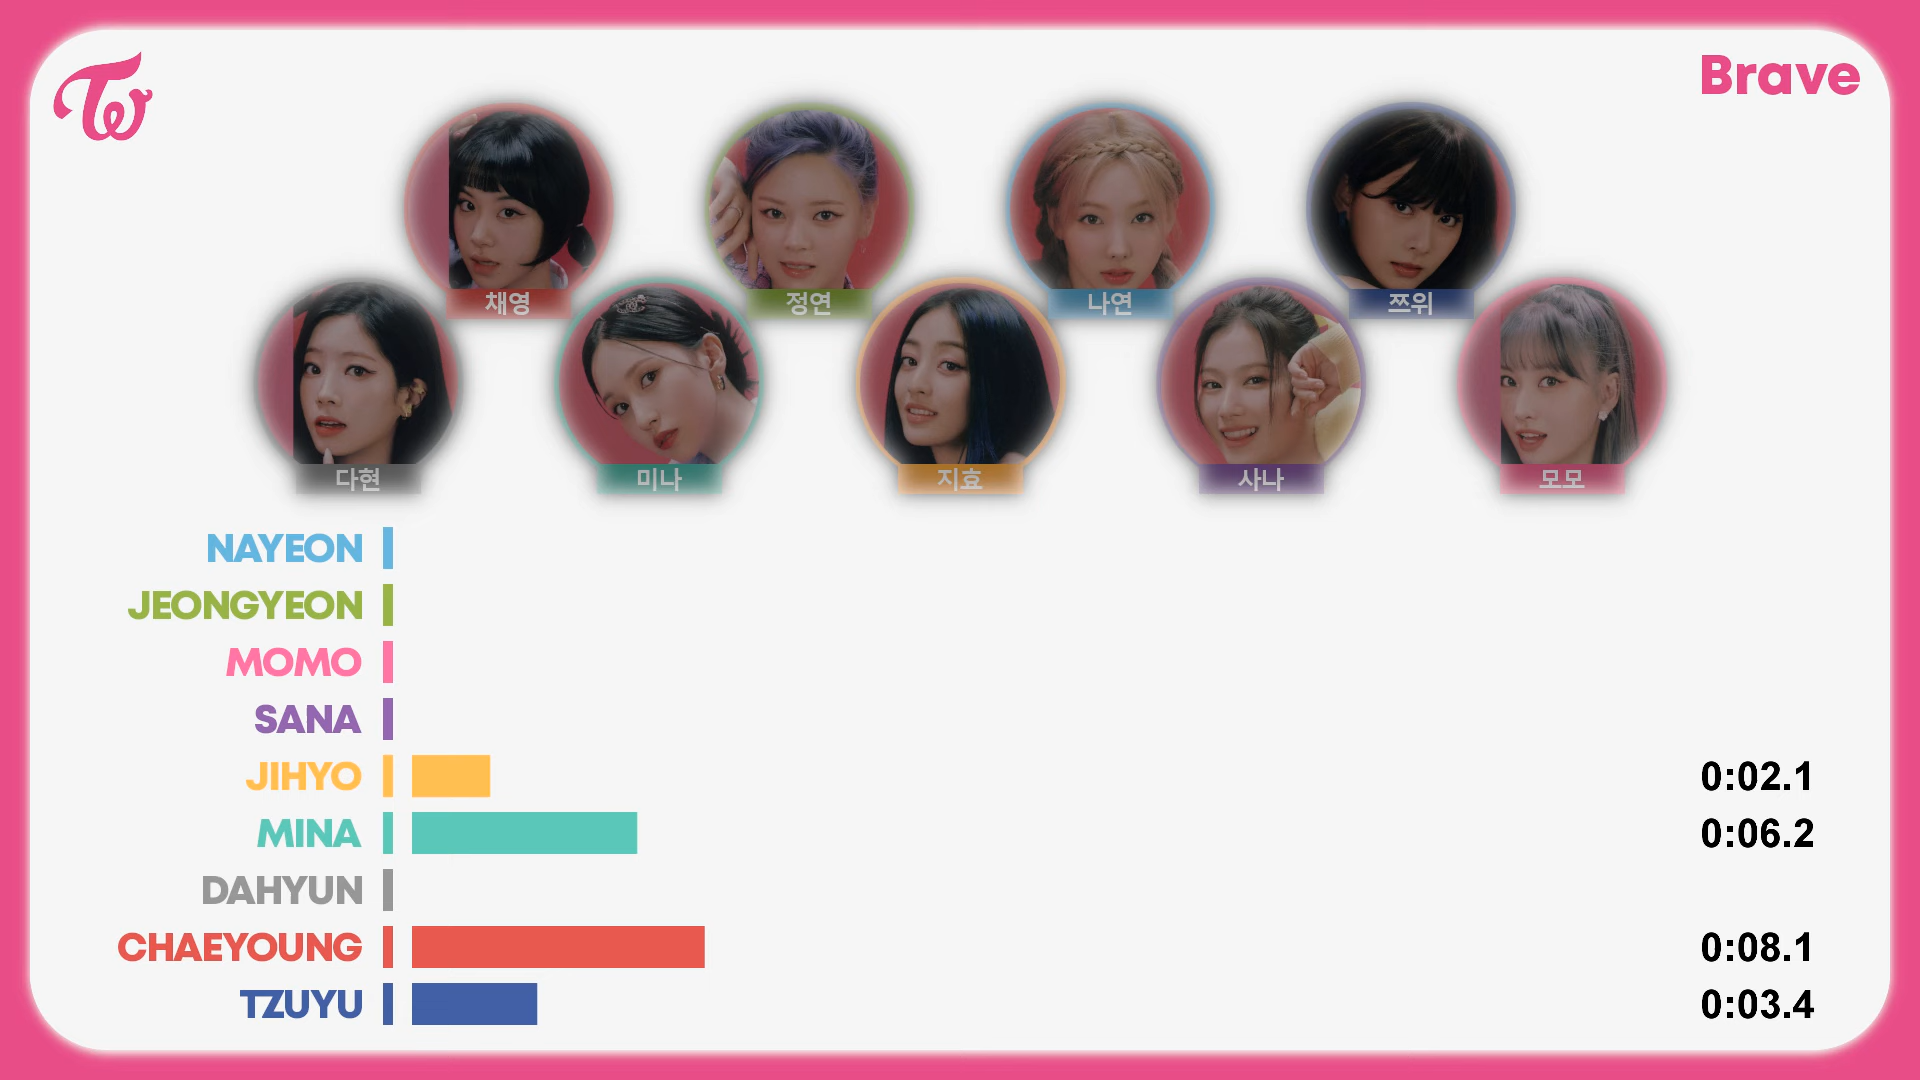 TW
Brave
채영
정연
나연
쯔위
다현
미나
지효
사나
모모
NAYEON
JEONGYEON
MOMO
SANA
JIHYO 0:02.1
MINA 0:06.2
DAHYUN
CHAEYOUNG 0:08.1
TZUYU 0:03.4